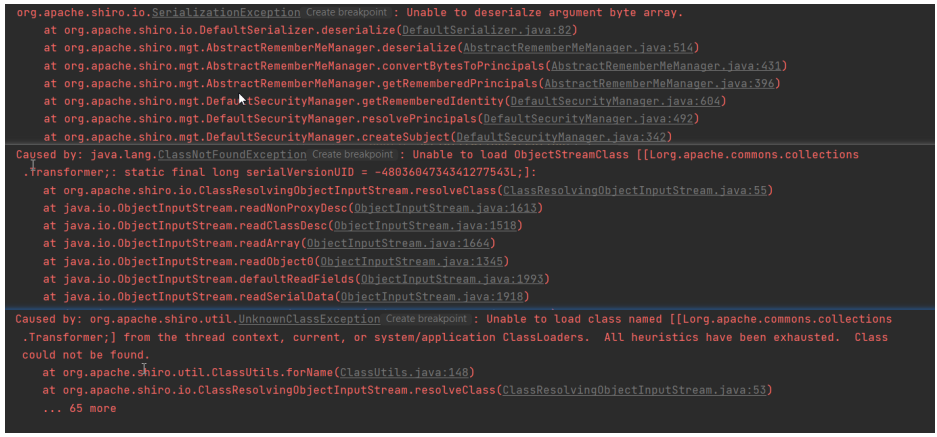 org.apache.shiro.io.SerializationException Create breakpoint : Unable to deserialze argument byte array.
at org.apache.shiro.io.DefaultSerializer.deserialize(DefaultSerializer.java:82)
at org.apache.shiro.mgt.AbstractRememberMeManager.deserialize(AbstractRememberMeManager.java:514)
at org.apache.shiro.mgt.AbstractRememberMeManager.convertBytesToPrincipals(AbstractRememberMeManager.java:431)
at org.apache.shiro.mgt.AbstractRememberMeManager.getRememberedPrincipals(AbstractRememberMeManager.java:396)
at org.apache.shiro.mgt.DefaultSecurityManager.getRememberedIdentity(DefaultSecurityManager.java:604)
at org.apache.shiro.mgt.DefaultSecurityManager.resolvePrincipals(DefaultSecurityManager.java:492)
at org.apache.shiro.mgt.DefaultSecurityManager.createSubject(DefaultSecurityManager.java:342)
Caused by: java.lang.ClassNotFoundException Create breakpoint : Unable to load ObjectStreamClass [[Lorg.apache.commons.collections
.Transformer;: static final long serialVersionUID = -4803604734341277543L;]:
at org.apache.shiro.io.ClassResolvingObjectInputStream.resolveClass(ClassResolvingObjectInputStream.java:55)
at java.io.ObjectInputStream.readNonProxyDesc(ObjectInputStream.java:1613)
at java.io.ObjectInputStream.readClassDesc(ObjectInputStream.java:1518)
at java.io.ObjectInputStream.readArray(ObjectInputStream.java:1664)
at java.io.ObjectInputStream.readObject0(ObjectInputStream.java:1345)
at java.io.ObjectInputStream.defaultReadFields(ObjectInputStream.java:1993)
at java.io.ObjectInputStream.readSerialData(ObjectInputStream.java:1918)
Caused by: org.apache.shiro.util.UnknownClassException Create breakpoint : Unable to load class named [[Lorg.apache.commons.collections
.Transformer;] from the thread context, current, or system/application ClassLoaders.  All heuristics have been exhausted.  Class
could not be found.
at org.apache.shiro.util.ClassUtils.forName(ClassUtils.java:148)
at org.apache.shiro.io.ClassResolvingObjectInputStream.resolveClass(ClassResolvingObjectInputStream.java:53)
... 65 more